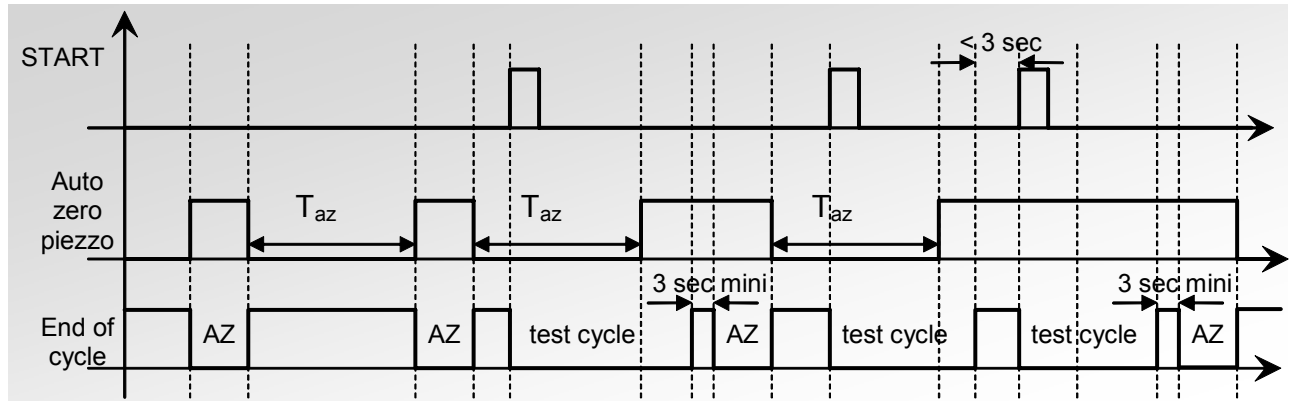 < 3 sec
START
Auto
zero
piezzo
Taz
Taz
Taz
3 sec mini
3 sec mini
End of
cycle
AZ
AZ
test cycle
AZ
test cycle
test cycle
AZ